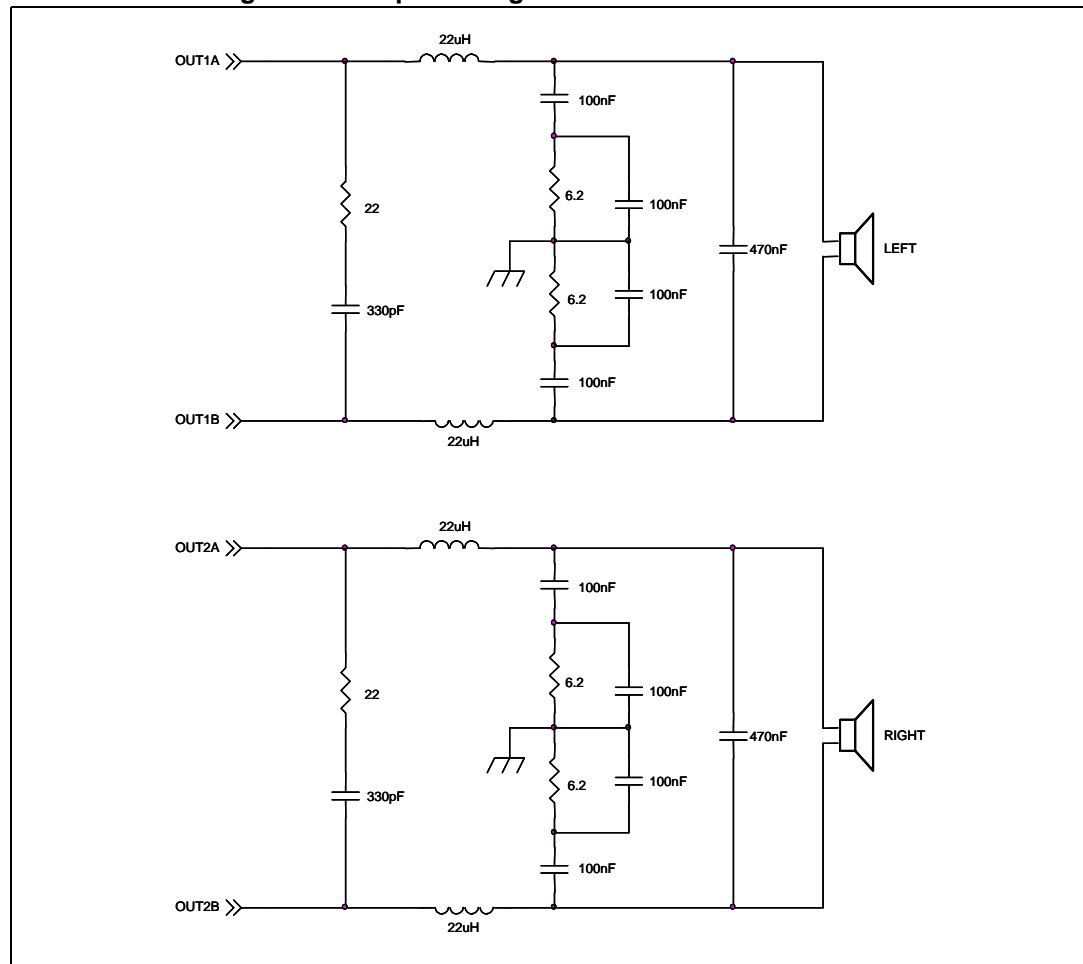 OUT1A
22uH
100nF
6.2
100nF
22
470nF
LEFT
6.2
100nF
330pF
100nF
OUT1B
22uH
OUT2A
22uH
100nF
6.2
100nF
22
470nF
RIGHT
6.2
100nF
330pF
100nF
OUT2B
22uH